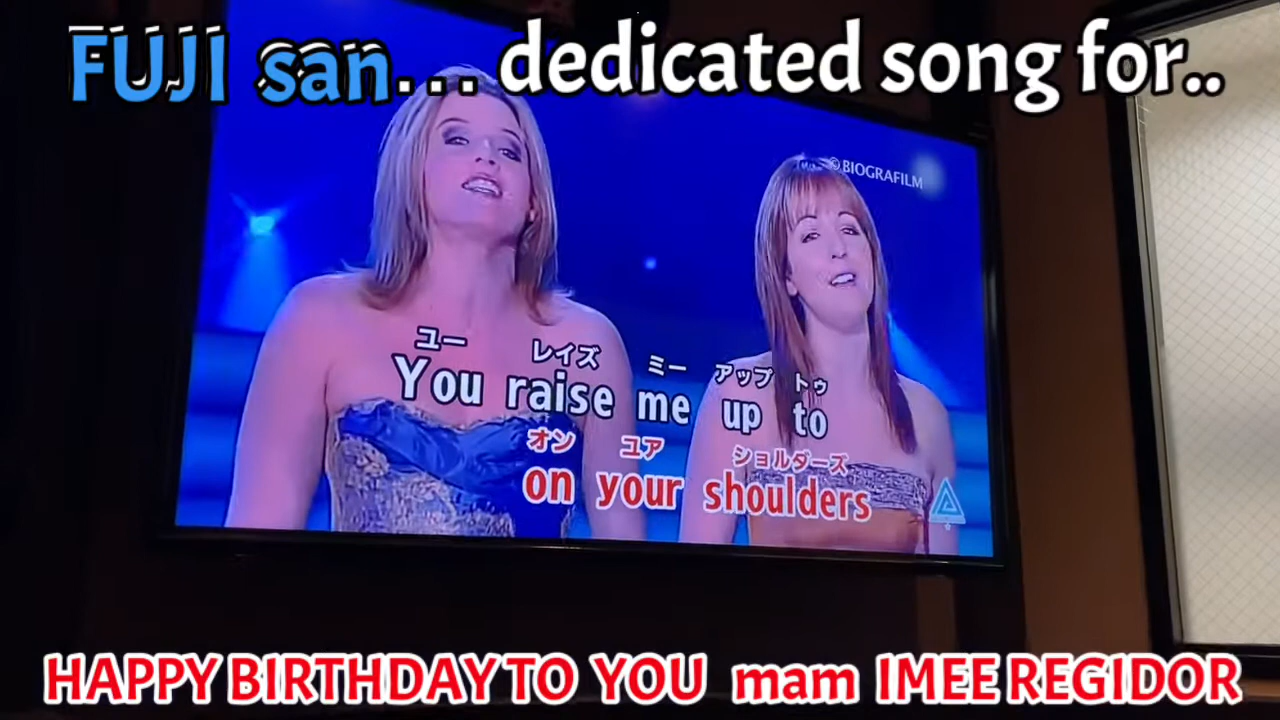 FUJI san... dedicated song for..
©BIOGRAFILM
ユー レイズ ミー アップ トゥ
You raise me up to
オン ユア ショルダーズ
on your shoulders
HAPPY BIRTHDAY TO YOU mam IMEE REGIDOR